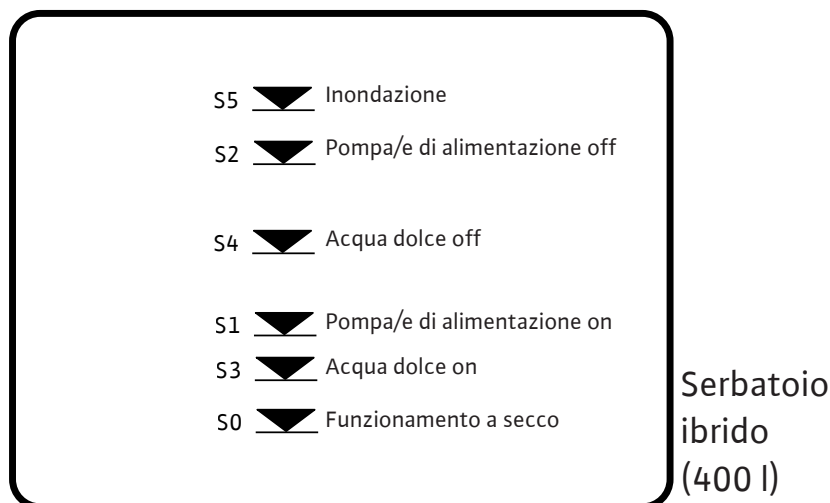 S5 Inondazione
S2 Pompa/e di alimentazione off
S4 Acqua dolce off
S1 Pompa/e di alimentazione on
S3 Acqua dolce on
S0 Funzionamento a secco
Serbatoio
ibrido
(400 l)